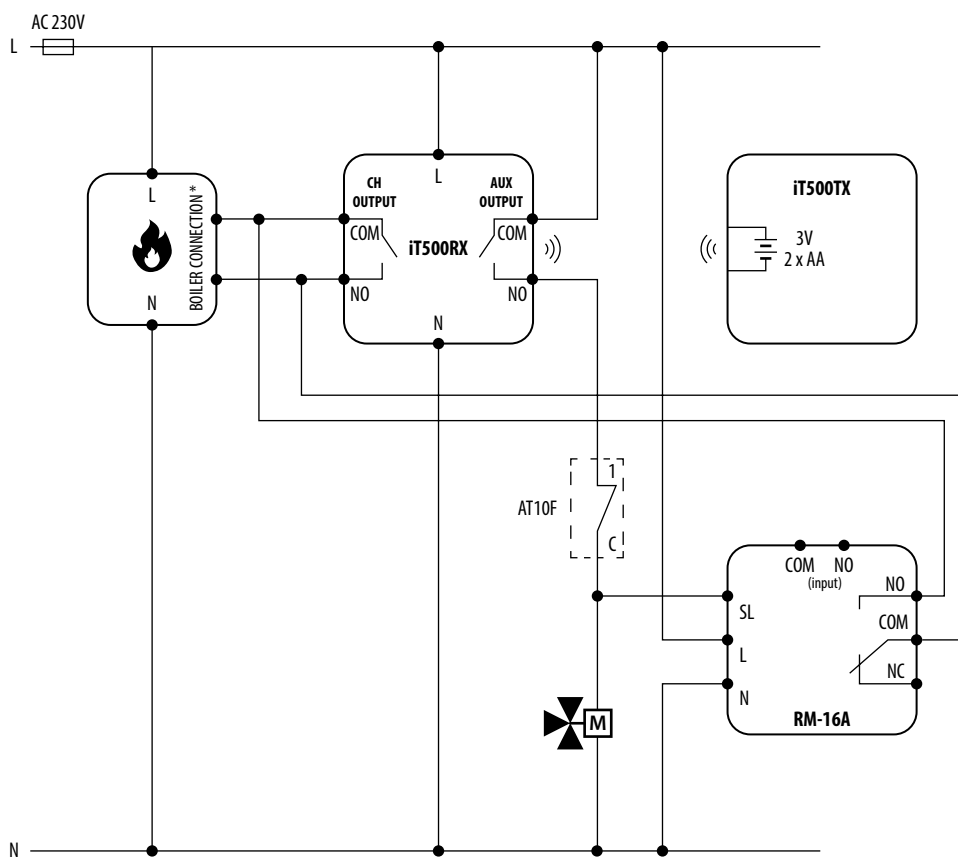 AC 230V
L
L
BOILER CONNECTION *
N
CH
OUTPUT
L
AUX
OUTPUT
COM
iT500RX
COM
NO
NO
N
iT500TX
3V
2 x AA
AT10F
1
C
COM NO
(input)
NO
SL
COM
L
NC
N
RM-16A
M
N